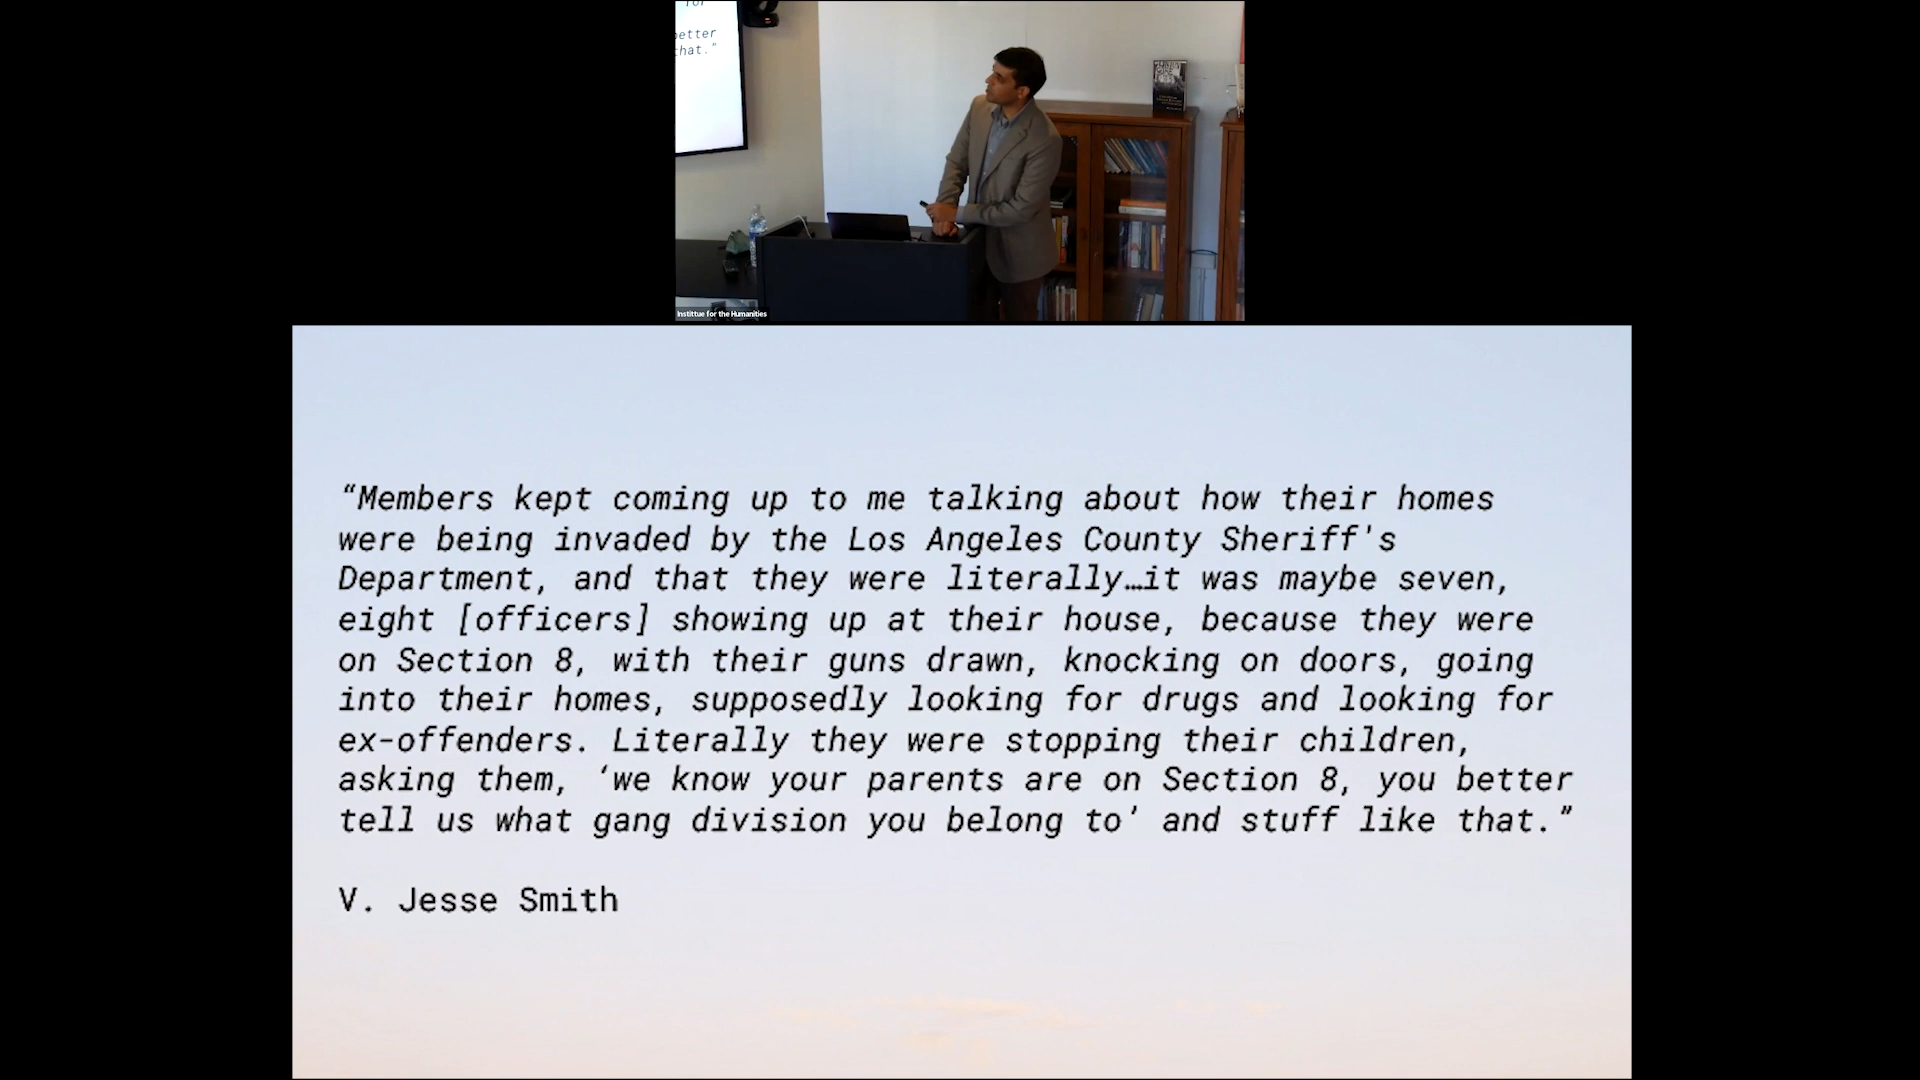 for
better
that.”
Instittue for the Humanities
“Members kept coming up to me talking about how their homes
were being invaded by the Los Angeles County Sheriff's
Department, and that they were literally…it was maybe seven,
eight [officers] showing up at their house, because they were
on Section 8, with their guns drawn, knocking on doors, going
into their homes, supposedly looking for drugs and looking for
ex-offenders. Literally they were stopping their children,
asking them, ‘we know your parents are on Section 8, you better
tell us what gang division you belong to’ and stuff like that.”
V. Jesse Smith